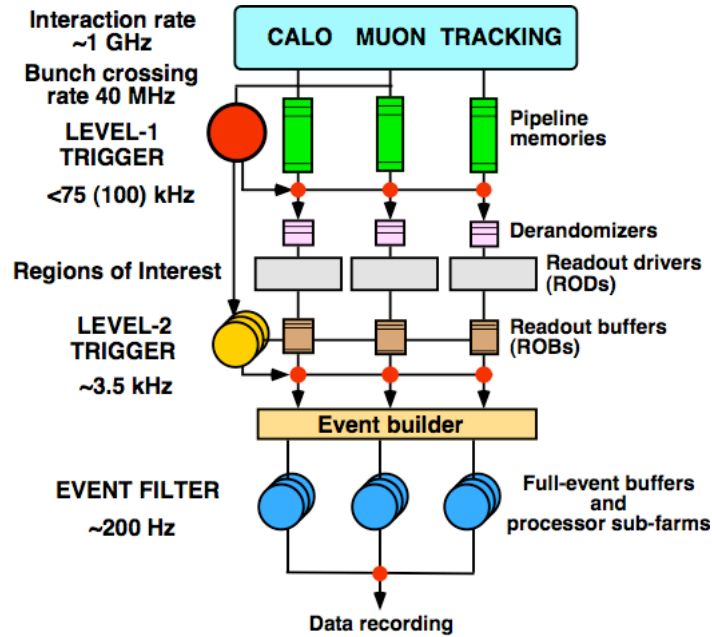 Interaction rate
~1 GHz
CALO MUON TRACKING
Bunch crossing
rate 40 MHz
Pipeline
memories
LEVEL-1
TRIGGER
<75 (100) kHz
Derandomizers
Regions of Interest
Readout drivers
(RODs)
LEVEL-2
TRIGGER
Readout buffers
(ROBs)
~3.5 kHz
Event builder
EVENT FILTER
~200 Hz
Full-event buffers
and
processor sub-farms
Data recording